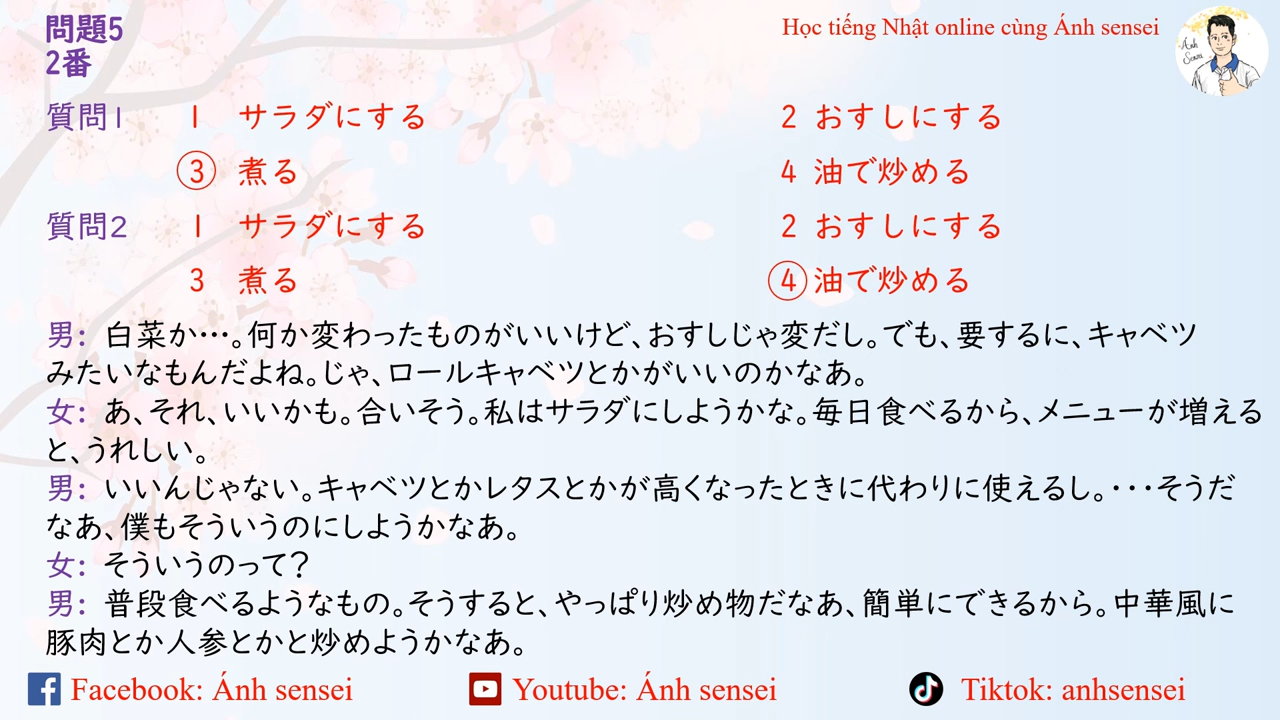 問題5
2番
Học tiếng Nhật online cùng Ánh sensei
Ánh Sensei
質問1 1 サラダにする 2 おすしにする
③ 煮る 4 油で炒める
質問2 1 サラダにする 2 おすしにする
3 煮る ④ 油で炒める
男: 白菜か…。何か変わったものがいいけど、おすしじゃ変だし。でも、要するに、キャベツ
みたいなもんだよね。じゃ、ロールキャベツとかがいいのかなあ。
女: あ、それ、いいかも。合いそう。私はサラダにしようかな。毎日食べるから、メニューが増える
と、うれしい。
男: いいんじゃない。キャベツとかレタスとかが高くなったときに代わりに使えるし。・・・そうだ
なあ、僕もそういうのにしようかなあ。
女: そういうのって?
男: 普段食べるようなもの。そうすると、やっぱり炒め物だなあ、簡単にできるから。中華風に
豚肉とか人参とかと炒めようかなあ。
Facebook: Ánh sensei Youtube: Ánh sensei Tiktok: anhsensei